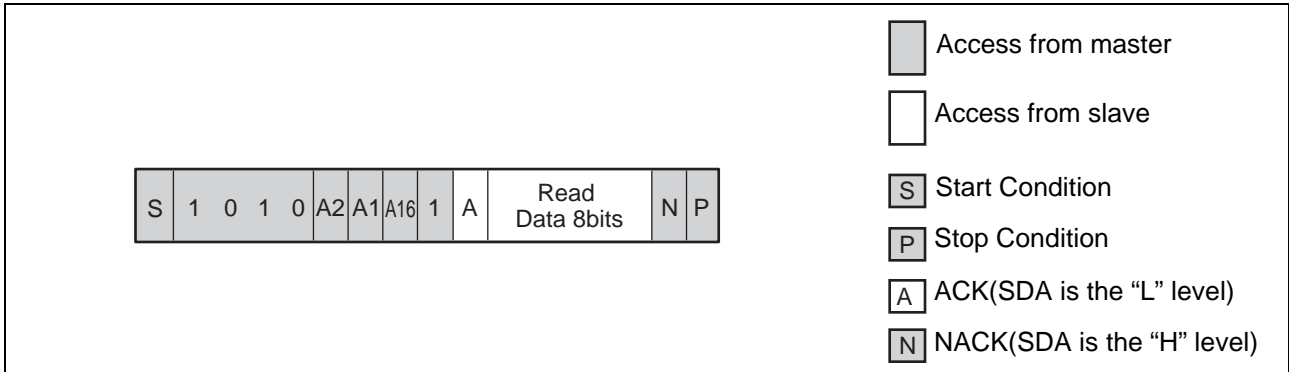 Access from master
Access from slave
S 1 0 1 0 A2 A1 A16 1 A Read Data 8bits N P
S Start Condition
P Stop Condition
A ACK(SDA is the “L” level)
N NACK(SDA is the “H” level)